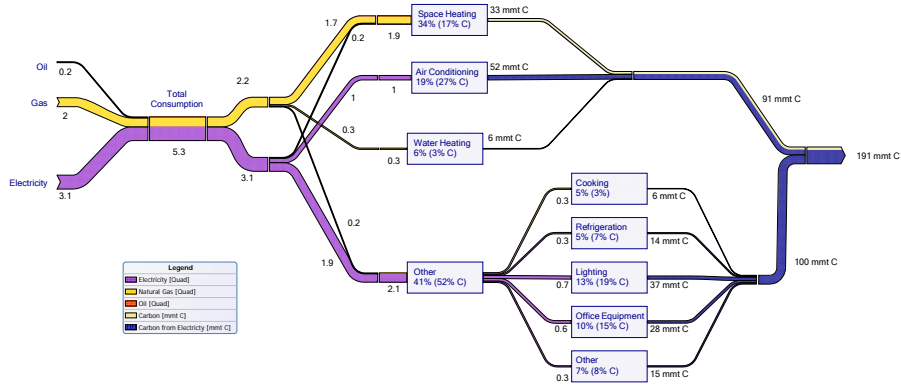 Oil
0.2
Gas
2
Electricity
3.1
Total
Consumption
5.3
2.2
3.1
1.7
0.2
1.9
1
1
0.3
0.3
0.2
1.9
2.1
Space Heating
34% (17% C)
33 mmt C
Air Conditioning
19% (27% C)
52 mmt C
Water Heating
6% (3% C)
6 mmt C
Other
41% (52% C)
0.3
Cooking
5% (3%)
6 mmt C
0.3
Refrigeration
5% (7% C)
14 mmt C
0.7
Lighting
13% (19% C)
37 mmt C
0.6
Office Equipment
10% (15% C)
28 mmt C
0.3
Other
7% (8% C)
15 mmt C
91 mmt C
191 mmt C
100 mmt C
Legend
Electricity [Quad]
Natural Gas [Quad]
Oil [Quad]
Carbon [mmt C]
Carbon from Electricty [mmt C]